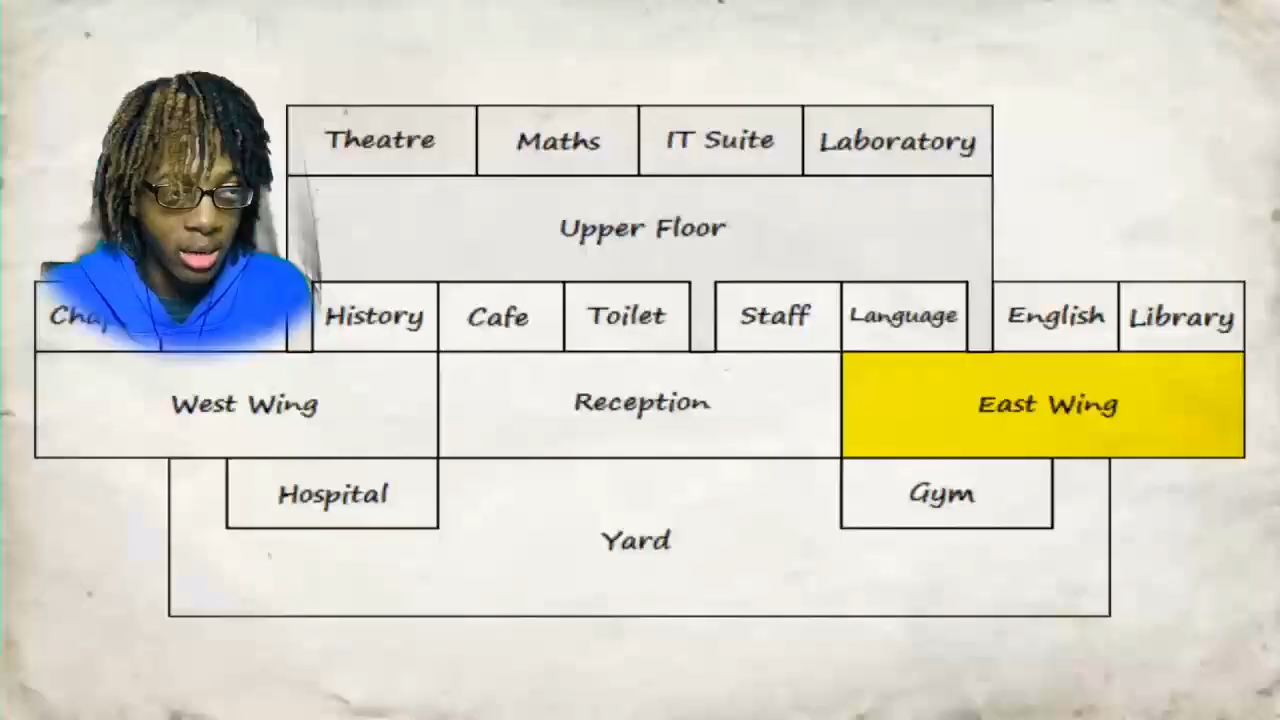 Theatre
Maths
IT Suite
Laboratory
Upper Floor
History
Cafe
Toilet
Staff
Language
English
Library
West Wing
Reception
East Wing
Hospital
Gym
Yard